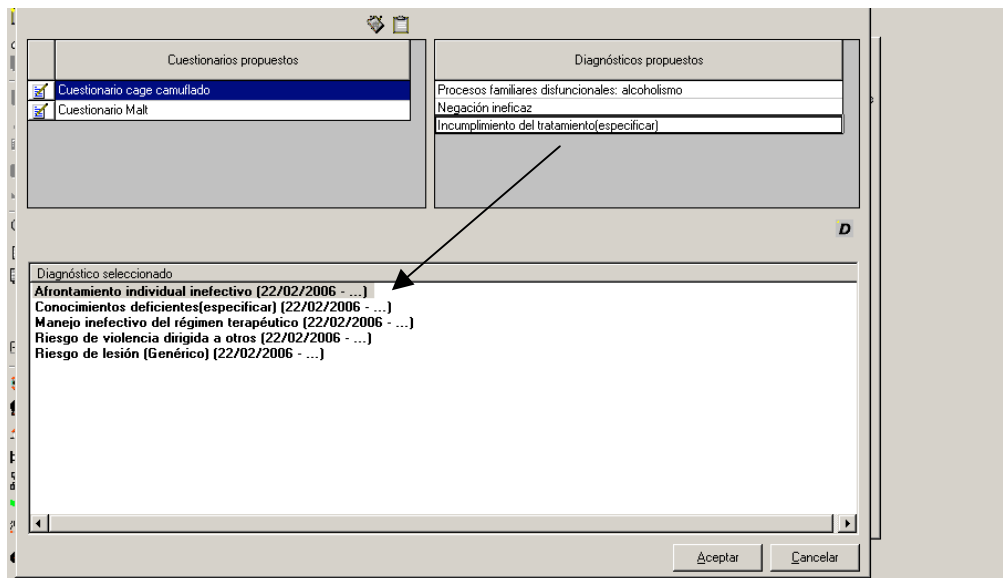 Cuestionarios propuestos
Cuestionario cage camuflado
Cuestionario Malt
Diagnósticos propuestos
Procesos familiares disfuncionales: alcoholismo
Negación ineficaz
Incumplimiento del tratamiento(especificar)
D
Diagnóstico seleccionado
Afrontamiento individual inefectivo (22/02/2006 - ...)
Conocimientos deficientes(especificar) (22/02/2006 - ...)
Manejo inefectivo del régimen terapéutico (22/02/2006 - ...)
Riesgo de violencia dirigida a otros (22/02/2006 - ...)
Riesgo de lesión (Genérico) (22/02/2006 - ...)
Aceptar
Cancelar